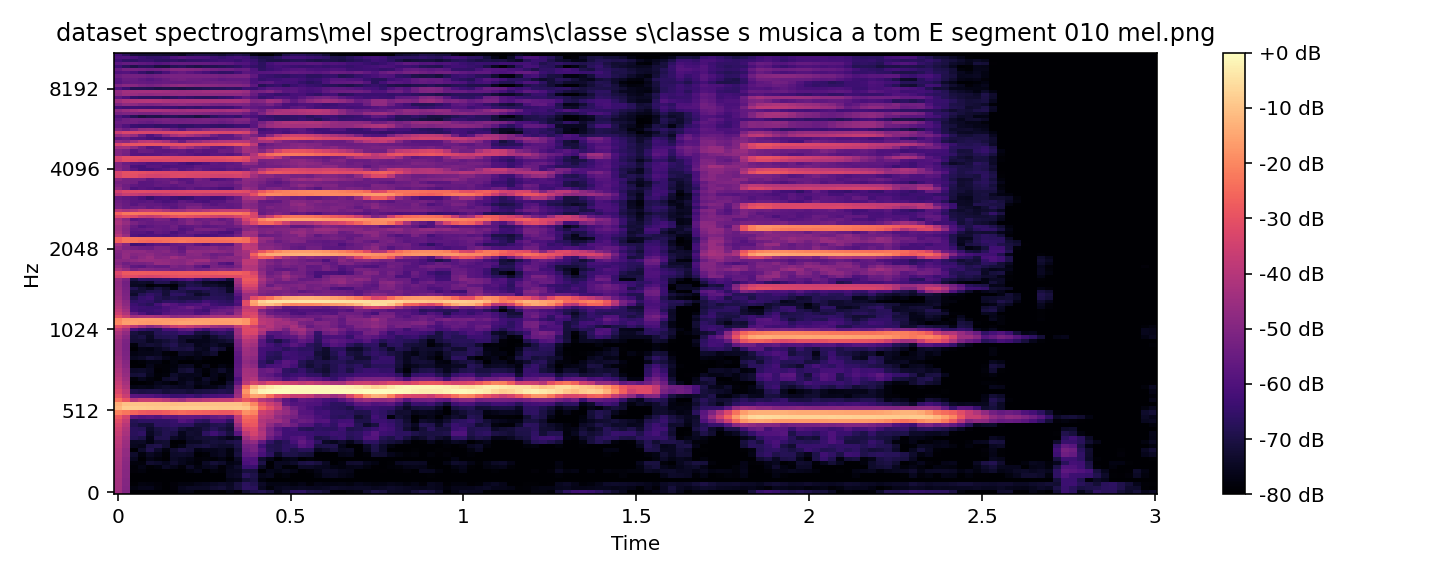 dataset spectrograms\mel spectrograms\classe s\classe s musica a tom E segment 010 mel.png
Hz
8192
4096
2048
1024
512
0
0
0.5
1
1.5
2
2.5
3
Time
+0 dB
-10 dB
-20 dB
-30 dB
-40 dB
-50 dB
-60 dB
-70 dB
-80 dB